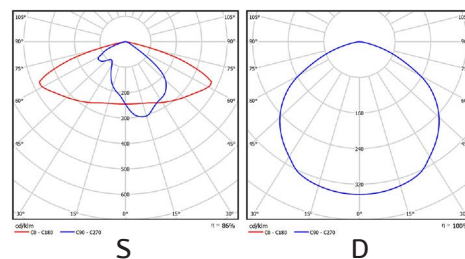 105° 105°
90° 90°
75° 75°
60° 60°
45° 200 45°
300
400
500
600
30° 15° 0° 15° 30°
cd/klm η = 86%
C0 - C180 C90 - C270
S
105° 105°
90° 90°
75° 75°
60° 60°
160
45° 45°
240
320
30° 15° 0° 15° 30°
cd/klm η = 100%
C0 - C180 C90 - C270
D